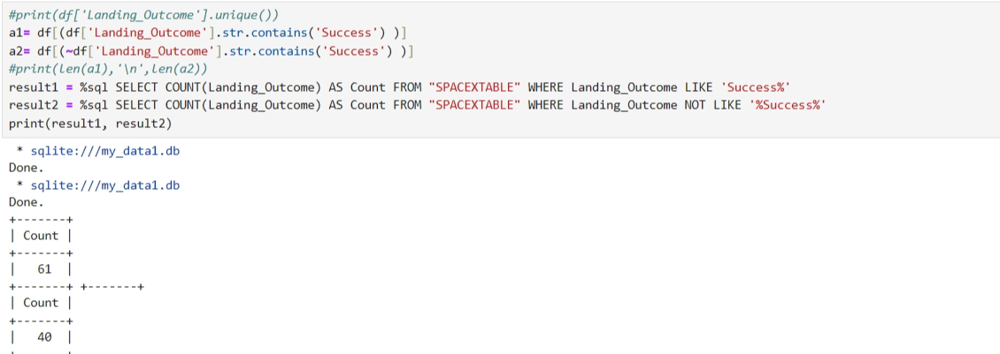 #print(df['Landing_Outcome'].unique())
a1= df[(df['Landing_Outcome'].str.contains('Success') )]
a2= df[(~df['Landing_Outcome'].str.contains('Success') )]
#print(len(a1),'\n',len(a2))
result1 = %sql SELECT COUNT(Landing_Outcome) AS Count FROM "SPACEXTABLE" WHERE Landing_Outcome LIKE 'Success%'
result2 = %sql SELECT COUNT(Landing_Outcome) AS Count FROM "SPACEXTABLE" WHERE Landing_Outcome NOT LIKE '%Success%'
print(result1, result2)
* sqlite:///my_data1.db
Done.
* sqlite:///my_data1.db
Done.
+-------+
| Count |
+-------+
|   61  |
+-------+ +-------+
| Count |
+-------+
|   40  |